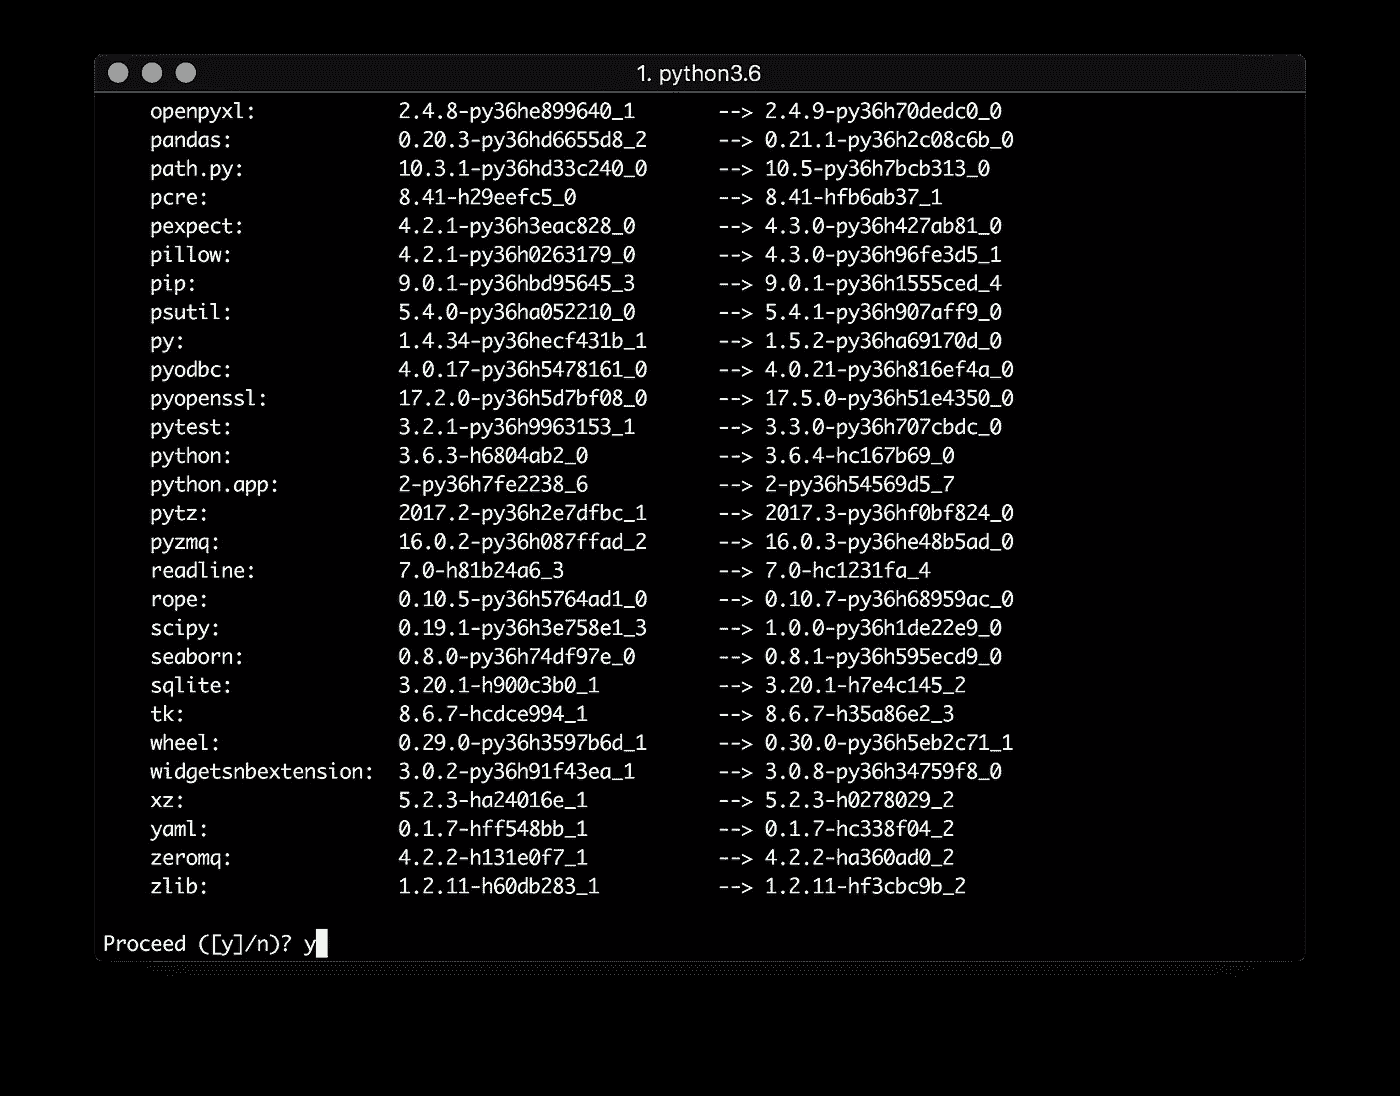 1. python3.6
openpyxl: 2.4.8-py36he899640_1 --> 2.4.9-py36h70dedc0_0
pandas: 0.20.3-py36hd6655d8_2 --> 0.21.1-py36h2c08c6b_0
path.py: 10.3.1-py36hd33c240_0 --> 10.5-py36h7bcb313_0
pcre: 8.41-h29eefc5_0 --> 8.41-hfb6ab37_1
pexpect: 4.2.1-py36h3eac828_0 --> 4.3.0-py36h427ab81_0
pillow: 4.2.1-py36h0263179_0 --> 4.3.0-py36h96fe3d5_1
pip: 9.0.1-py36hbd95645_3 --> 9.0.1-py36h1555ced_4
psutil: 5.4.0-py36ha052210_0 --> 5.4.1-py36h907aff9_0
py: 1.4.34-py36hecf431b_1 --> 1.5.2-py36ha69170d_0
pyodbc: 4.0.17-py36h5478161_0 --> 4.0.21-py36h816ef4a_0
pyopenssl: 17.2.0-py36h5d7bf08_0 --> 17.5.0-py36h51e4350_0
pytest: 3.2.1-py36h9963153_1 --> 3.3.0-py36h707cbdc_0
python: 3.6.3-h6804ab2_0 --> 3.6.4-hc167b69_0
python.app: 2-py36h7fe2238_6 --> 2-py36h54569d5_7
pytz: 2017.2-py36h2e7dfbc_1 --> 2017.3-py36hf0bf824_0
pyzmq: 16.0.2-py36h087ffad_2 --> 16.0.3-py36he48b5ad_0
readline: 7.0-h81b24a6_3 --> 7.0-hc1231fa_4
rope: 0.10.5-py36h5764ad1_0 --> 0.10.7-py36h68959ac_0
scipy: 0.19.1-py36h3e758e1_3 --> 1.0.0-py36h1de22e9_0
seaborn: 0.8.0-py36h74df97e_0 --> 0.8.1-py36h595ecd9_0
sqlite: 3.20.1-h900c3b0_1 --> 3.20.1-h7e4c145_2
tk: 8.6.7-hcdce994_1 --> 8.6.7-h35a86e2_3
wheel: 0.29.0-py36h3597b6d_1 --> 0.30.0-py36h5eb2c71_1
widgetsnbextension: 3.0.2-py36h91f43ea_1 --> 3.0.8-py36h34759f8_0
xz: 5.2.3-ha24016e_1 --> 5.2.3-h0278029_2
yaml: 0.1.7-hff548bb_1 --> 0.1.7-hc338f04_2
zeromq: 4.2.2-h131e0f7_1 --> 4.2.2-ha360ad0_2
zlib: 1.2.11-h60db283_1 --> 1.2.11-hf3cbc9b_2
Proceed ([y]/n)? y